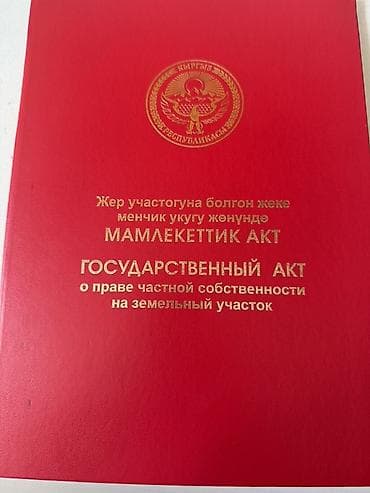 КЫРГЫЗ
РЕСПУБЛИКАСЫ
Жер участогуна болгон жеке
менчик укугу жөнүндө
МАМЛЕКЕТТИК АКТ
ГОСУДАРСТВЕННЫЙ АКТ
о праве частной собственности
на земельный участок